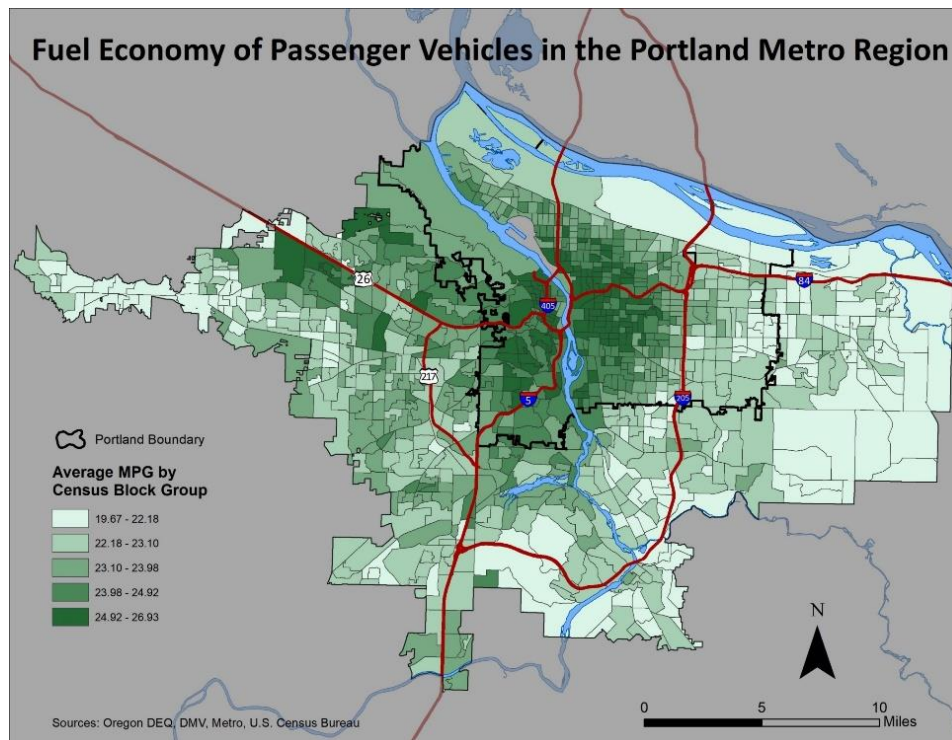 Fuel Economy of Passenger Vehicles in the Portland Metro Region
26
405
84
217
5
205
Portland Boundary
Average MPG by
Census Block Group
19.67 - 22.18
22.18 - 23.10
23.10 - 23.98
23.98 - 24.92
24.92 - 26.93
N
0 5 10
Miles
Sources: Oregon DEQ, DMV, Metro, U.S. Census Bureau